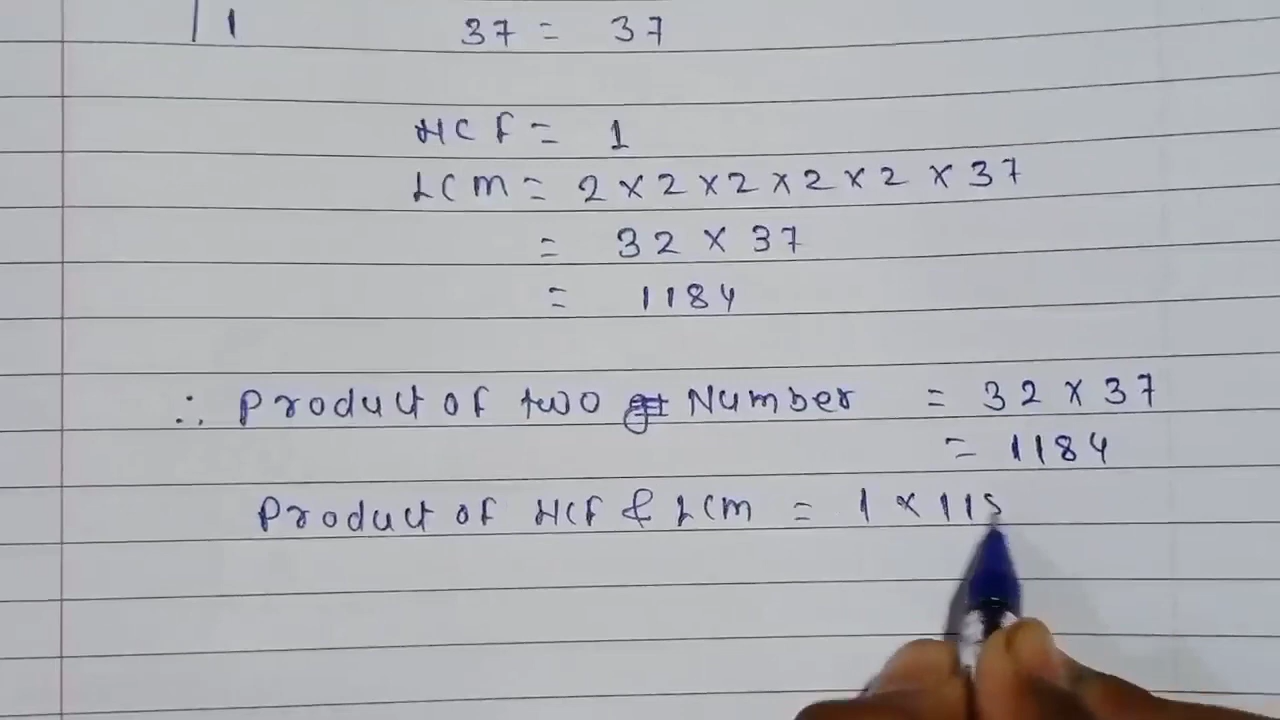 1 37 = 37
HCF = 1
LCM = 2 × 2 × 2 × 2 × 2 × 37
= 32 × 37
= 1184
∴ Product of two Number = 32 × 37
= 1184
Product of HCF & LCM = 1 × 11